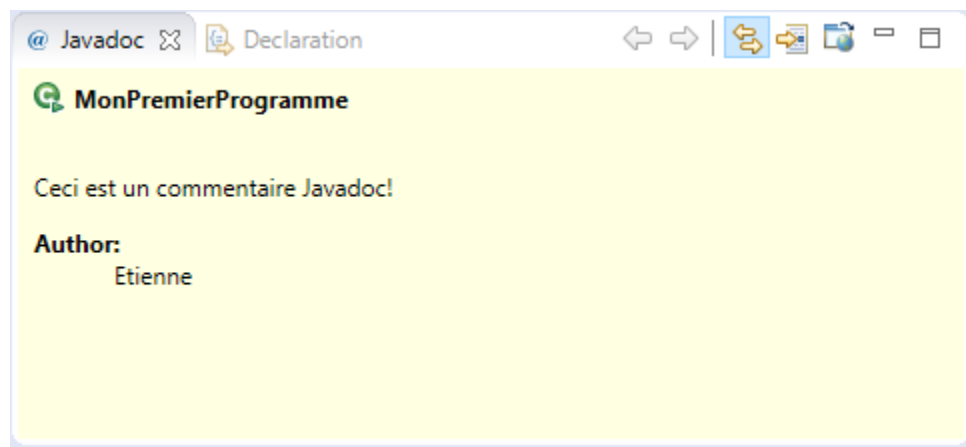 @ Javadoc Declaration
MonPremierProgramme
Ceci est un commentaire Javadoc!
Author:
Etienne